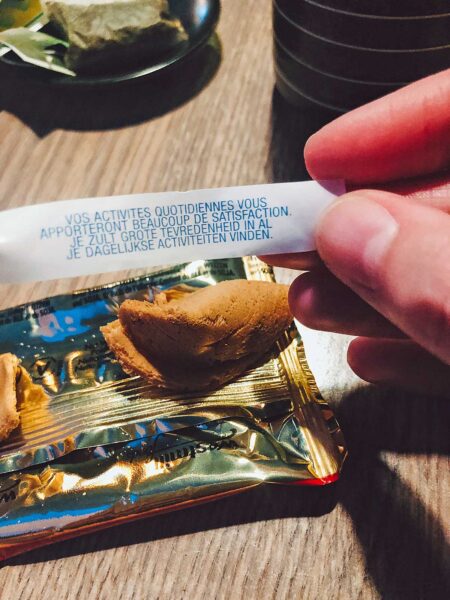 VOS ACTIVITES QUOTIDIENNES VOUS
APPORTERONT BEAUCOUP DE SATISFACTION.
JE ZULT GROTE TEVREDENHEID IN AL
JE DAGELIJKSE ACTIVITEITEN VINDEN.